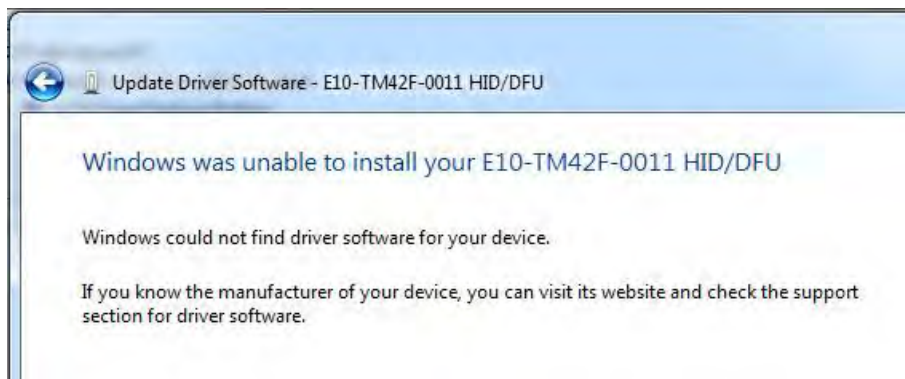 Update Driver Software - E10-TM42F-0011 HID/DFU
Windows was unable to install your E10-TM42F-0011 HID/DFU
Windows could not find driver software for your device.
If you know the manufacturer of your device, you can visit its website and check the support
section for driver software.